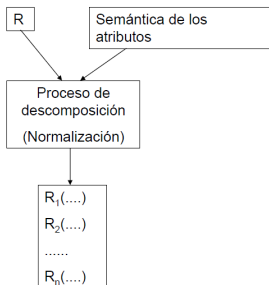 R
Semántica de los
atributos
Proceso de
descomposición
(Normalización)
R₁(....)
R₂(....)
......
Rₙ(....)